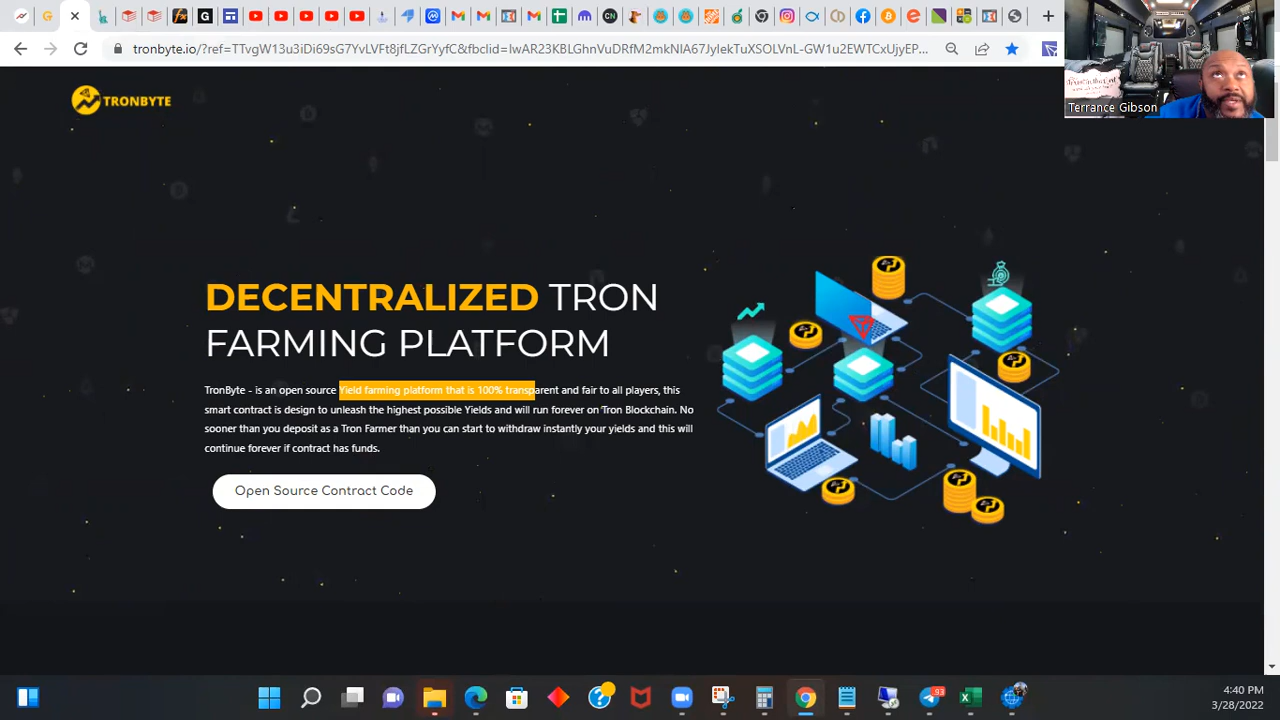 tronbyte.io/?ref=TTvgW13u3iDi69sG7YvLVFt8jfLZGrYyfC&fbclid=IwAR23KBLGhnVuDRfM2mkNIA67JylekTuXSOLVnL-GW1u2EWTCxUjyEP...
Terrance Gibson
TRONBYTE
DECENTRALIZED TRON
FARMING PLATFORM
TronByte - is an open source Yield farming platform that is 100% transparent and fair to all players, this
smart contract is design to unleash the highest possible Yields and will run forever on Tron Blockchain. No
sooner than you deposit as a Tron Farmer than you can start to withdraw instantly your yields and this will
continue forever if contract has funds.
Open Source Contract Code
93
4:40 PM
3/28/2022